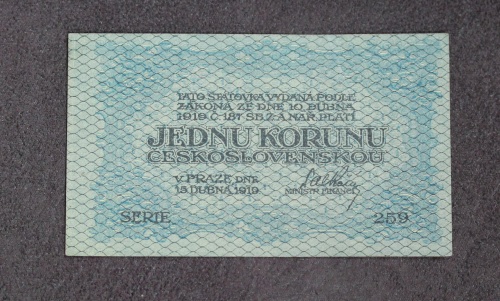 TATO STÁTOVKA VYDANÁ PODLE
ZÁKONA ZE DNE 10. DUBNA
1919 Č. 187 SB. Z. A NAŘ. PLATÍ
JEDNU KORUNU
ČESKOSLOVENSKOU
V PRAZE DNE
15. DUBNA 1919.
MINISTR FINANCÍ
SERIE 259